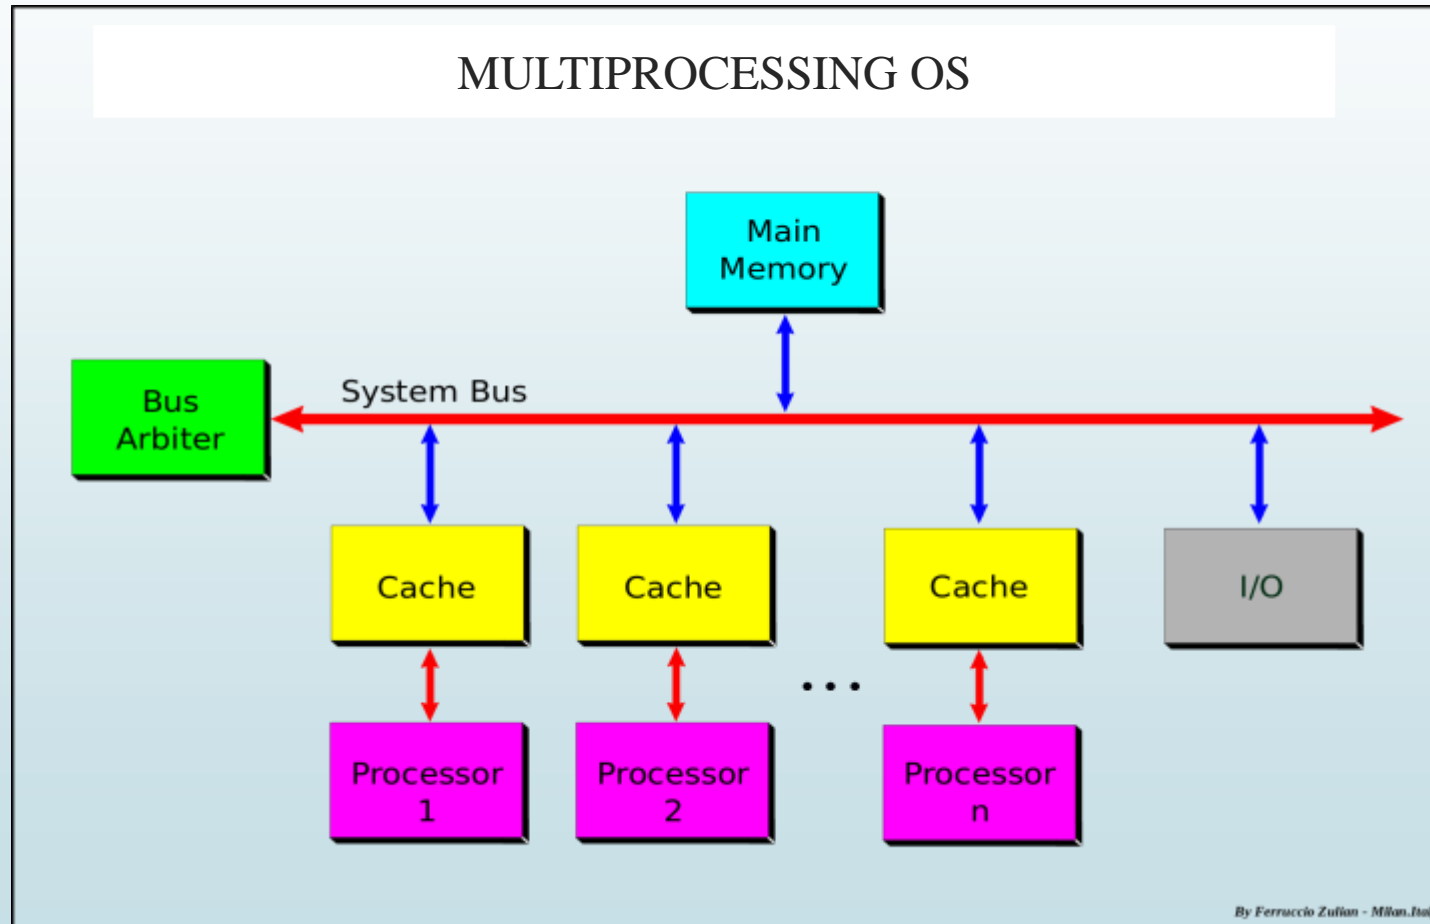 MULTIPROCESSING OS
Main
Memory
Bus
Arbiter
System Bus
Cache
Cache
Cache
I/O
...
Processor
1
Processor
2
Processor
n
By Ferruccio Zulian - Milan.Ital